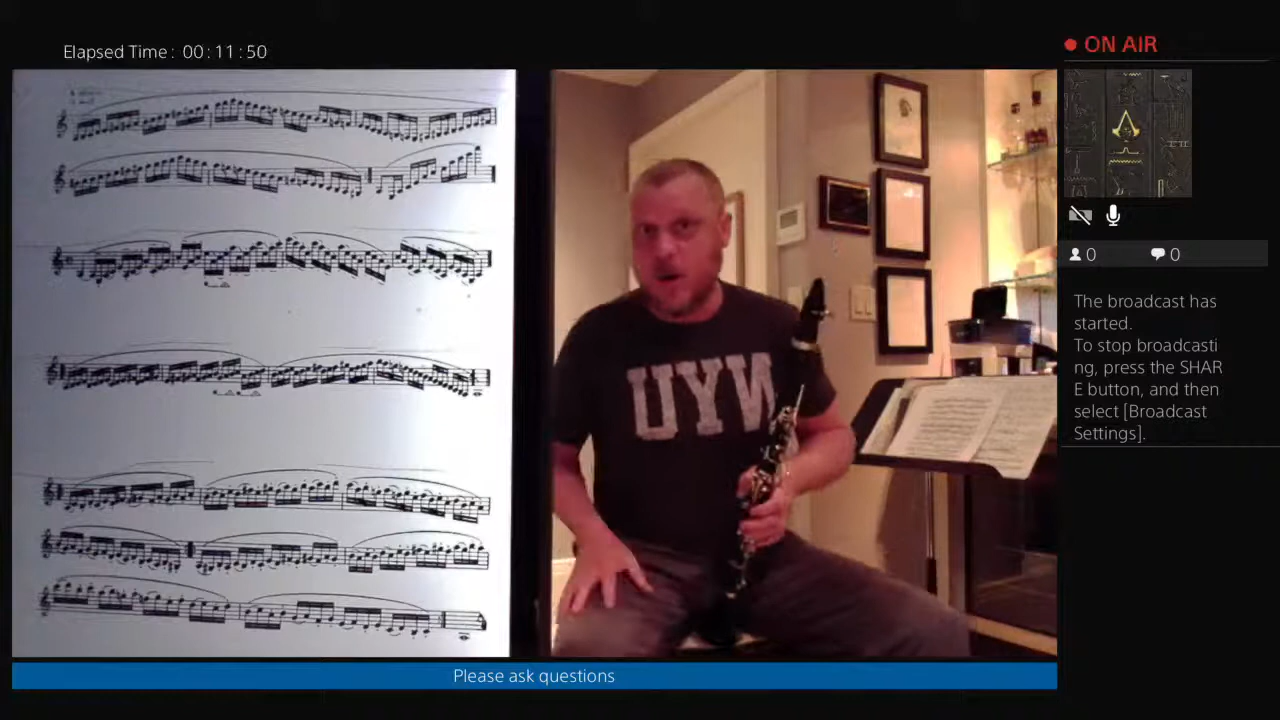 Elapsed Time: 00:11:50
ON AIR
0
0
The broadcast has
started.
To stop broadcasti
ng, press the SHAR
E button, and then
select [Broadcast
Settings].
UYW
Please ask questions